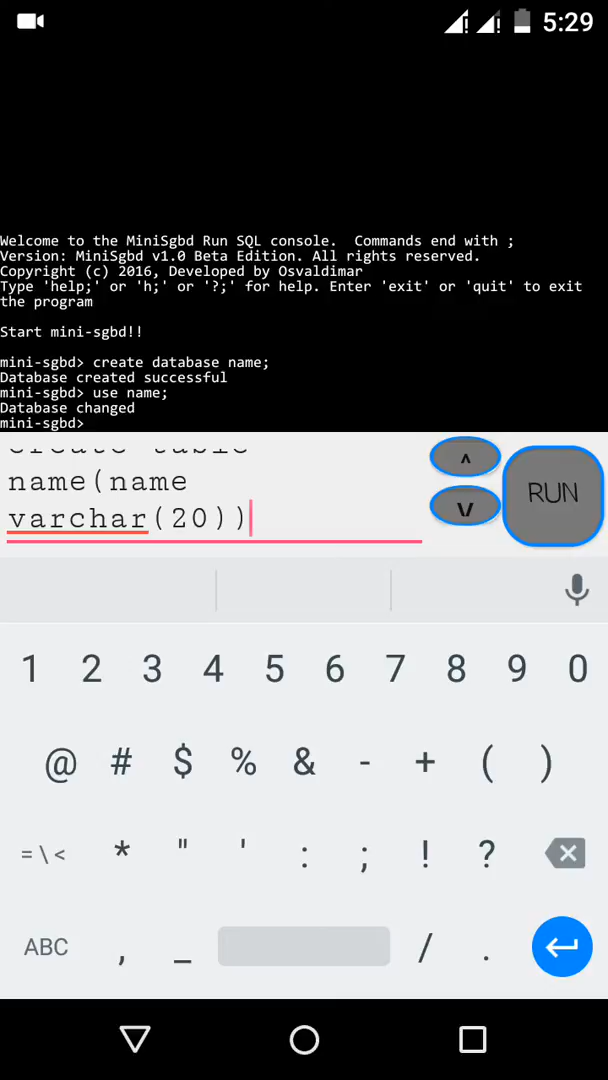 5:29
Welcome to the MiniSgbd Run SQL console.  Commands end with ;
Version: MiniSgbd v1.0 Beta Edition. All rights reserved.
Copyright (c) 2016, Developed by Osvaldimar
Type 'help;' or 'h;' or '?;' for help. Enter 'exit' or 'quit' to exit
the program
Start mini-sgbd!!
mini-sgbd> create database name;
Database created successful
mini-sgbd> use name;
Database changed
mini-sgbd>
create table
name(name
varchar(20))
^
\/
RUN
1 2 3 4 5 6 7 8 9 0
@ # $ % & - + ( )
=\< * " ' : ; ! ?
ABC , _ / .